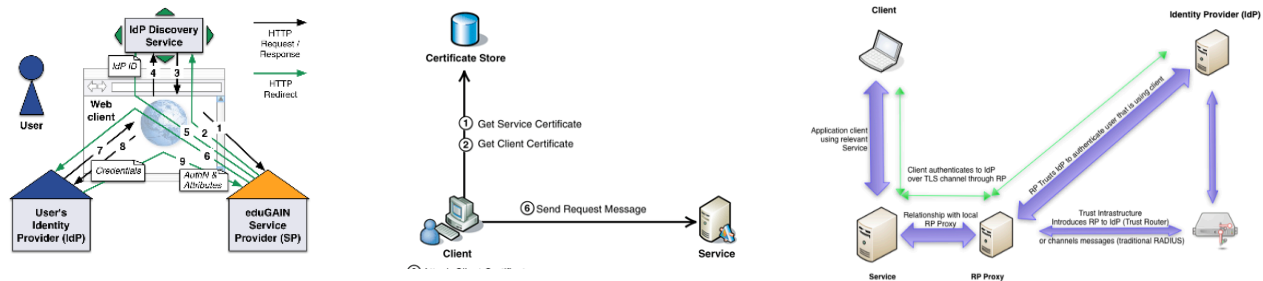 IdP Discovery
Service
HTTP
Request /
Response
HTTP
Redirect
IdP ID
4
3
User
Web
client
5
2
1
7
8
6
9
Credentials
AuthN &
Attributes
User's
Identity
Provider (IdP)
eduGAIN
Service
Provider (SP)
Certificate Store
1 Get Service Certificate
2 Get Client Certificate
6 Send Request Message
Client
Service
Client
Identity Provider (IdP)
Application client
using relevant
Service
Client authenticates to IdP
over TLS channel through RP
RP Trusts IdP to authenticate user that is using client
Relationship with local
RP Proxy
Trust Intrastructure
Introduces RP to IdP (Trust Router)
or channels messages (traditional RADIUS)
Service
RP Proxy